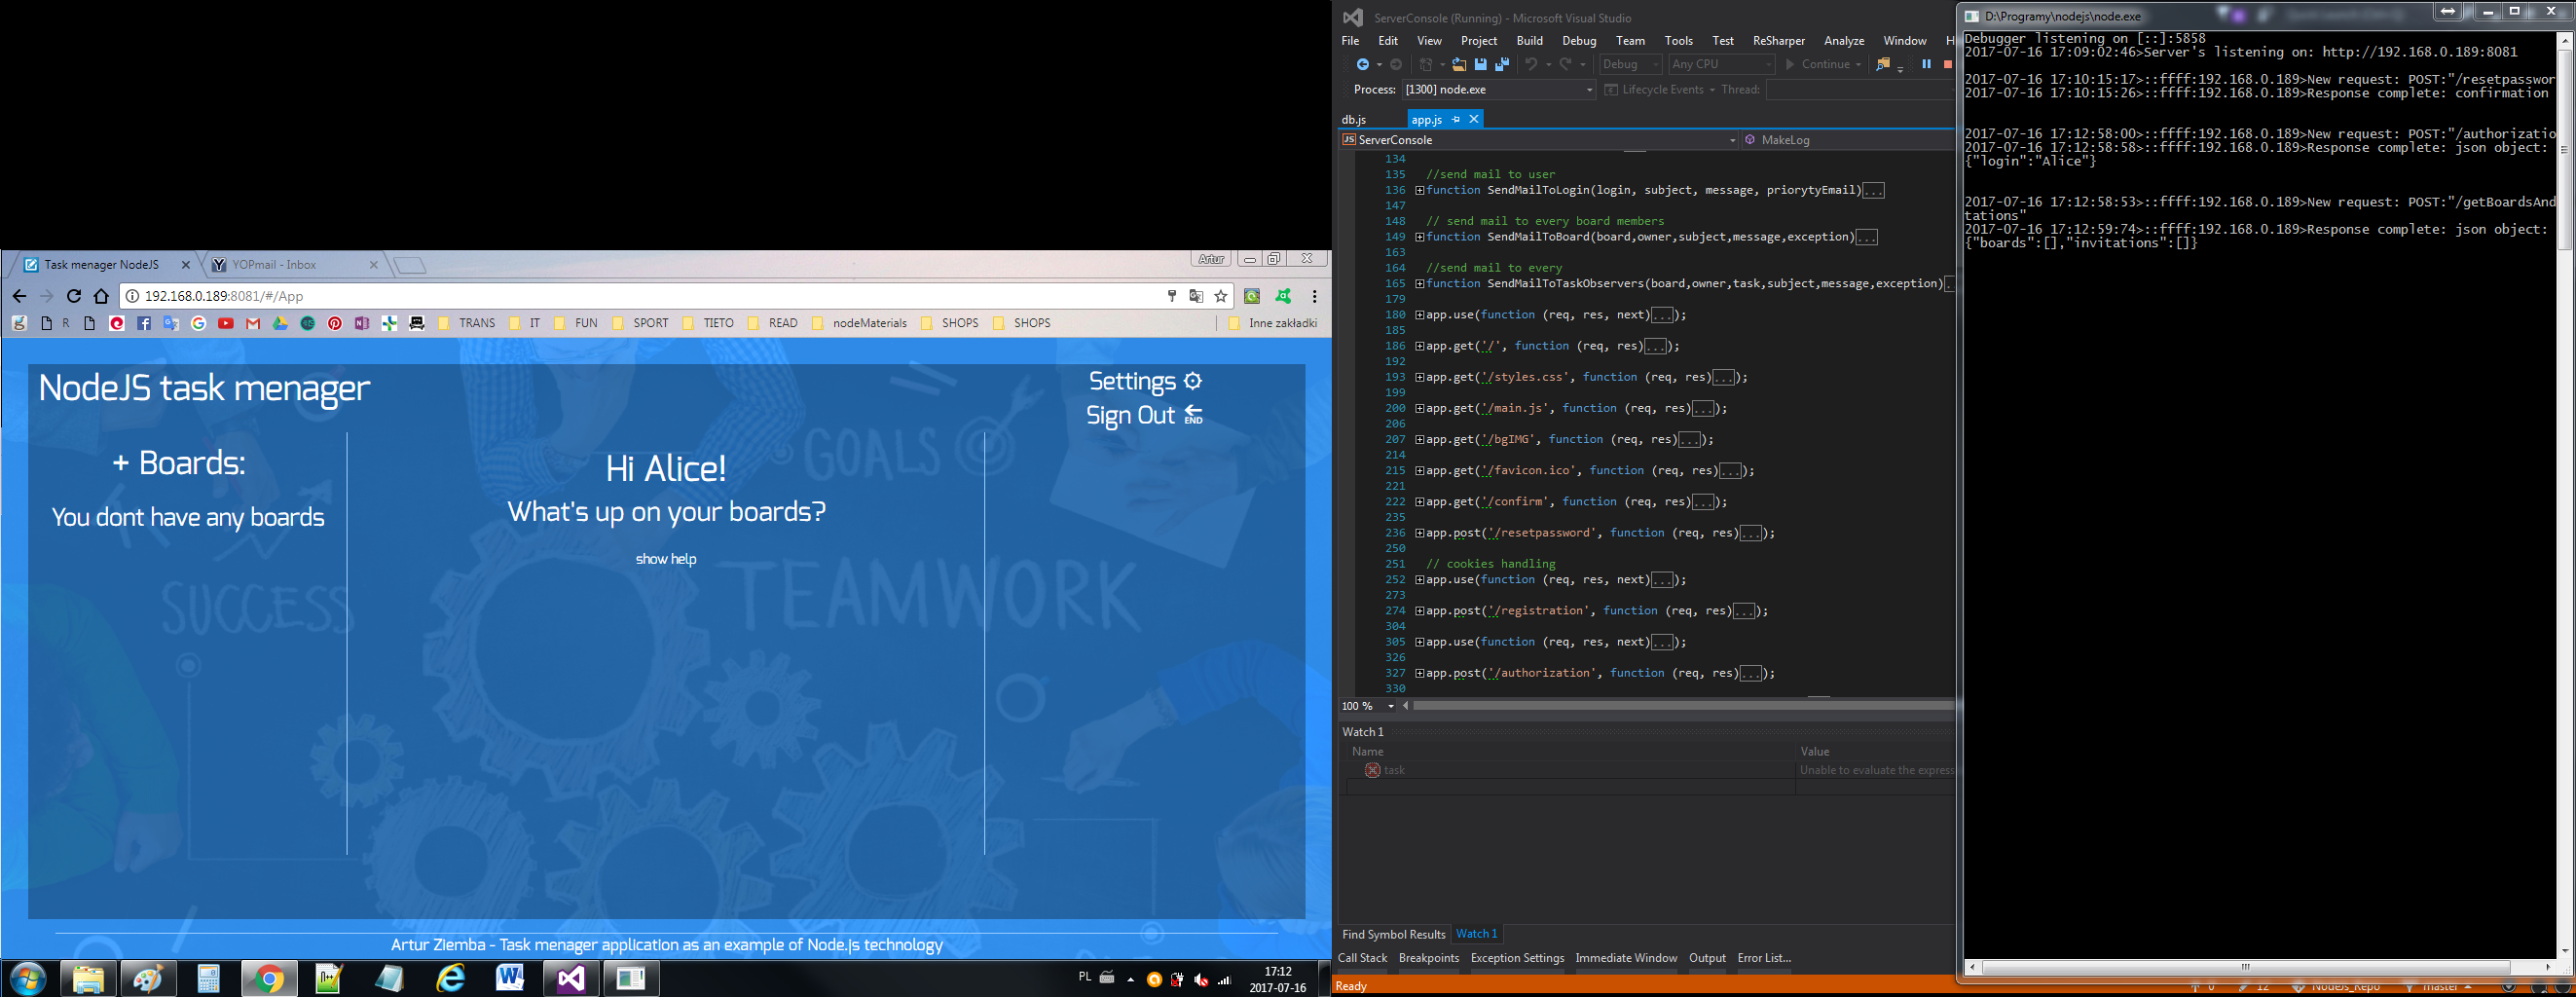 Task menager NodeJS
YOPmail - Inbox
Artur
192.168.0.189:8081/#/App
R
TRANS
IT
FUN
SPORT
TIETO
READ
nodeMaterials
SHOPS
SHOPS
Inne zakładki
NodeJS task menager
Settings
Sign Out
END
+ Boards:
You dont have any boards
Hi Alice!
What's up on your boards?
show help
GOALS
SUCCESS
TEAMWORK
Artur Ziemba - Task menager application as an example of Node.js technology
PL
17:12
2017-07-16
ServerConsole (Running) - Microsoft Visual Studio
File Edit View Project Build Debug Team Tools Test ReSharper Analyze Window H
Debug Any CPU Continue
Process: [1300] node.exe Lifecycle Events Thread:
db.js app.js
ServerConsole MakeLog
134
135 //send mail to user
136 function SendMailToLogin(login, subject, message, priorytyEmail)...
147
148 // send mail to every board members
149 function SendMailToBoard(board,owner,subject,message,exception)...
163
164 //send mail to every
165 function SendMailToTaskObservers(board,owner,task,subject,message,exception)
179
180 app.use(function (req, res, next)...);
185
186 app.get('/', function (req, res)...);
192
193 app.get('/styles.css', function (req, res)...);
199
200 app.get('/main.js', function (req, res)...);
206
207 app.get('/bgIMG', function (req, res)...);
214
215 app.get('/favicon.ico', function (req, res)...);
221
222 app.get('/confirm', function (req, res)...);
235
236 app.post('/resetpassword', function (req, res)...);
250
251 // cookies handling
252 app.use(function (req, res, next)...);
273
274 app.post('/registration', function (req, res)...);
304
305 app.use(function (req, res, next)...);
326
327 app.post('/authorization', function (req, res)...);
330
100 %
Watch 1
Name Value
task Unable to evaluate the express
Find Symbol Results Watch 1
Call Stack Breakpoints Exception Settings Immediate Window Output Error List...
Ready
0 12 NodeJs_Repo master
D:\Programy\nodejs\node.exe
Debugger listening on [::]:5858
2017-07-16 17:09:02:46>Server's listening on: http://192.168.0.189:8081
2017-07-16 17:10:15:17>::ffff:192.168.0.189>New request: POST:"/resetpasswor
2017-07-16 17:10:15:26>::ffff:192.168.0.189>Response complete: confirmation
2017-07-16 17:12:58:00>::ffff:192.168.0.189>New request: POST:"/authorizatio
2017-07-16 17:12:58:58>::ffff:192.168.0.189>Response complete: json object:
{"login":"Alice"}
2017-07-16 17:12:58:53>::ffff:192.168.0.189>New request: POST:"/getBoardsAnd
tations"
2017-07-16 17:12:59:74>::ffff:192.168.0.189>Response complete: json object:
{"boards":[],"invitations":[]}